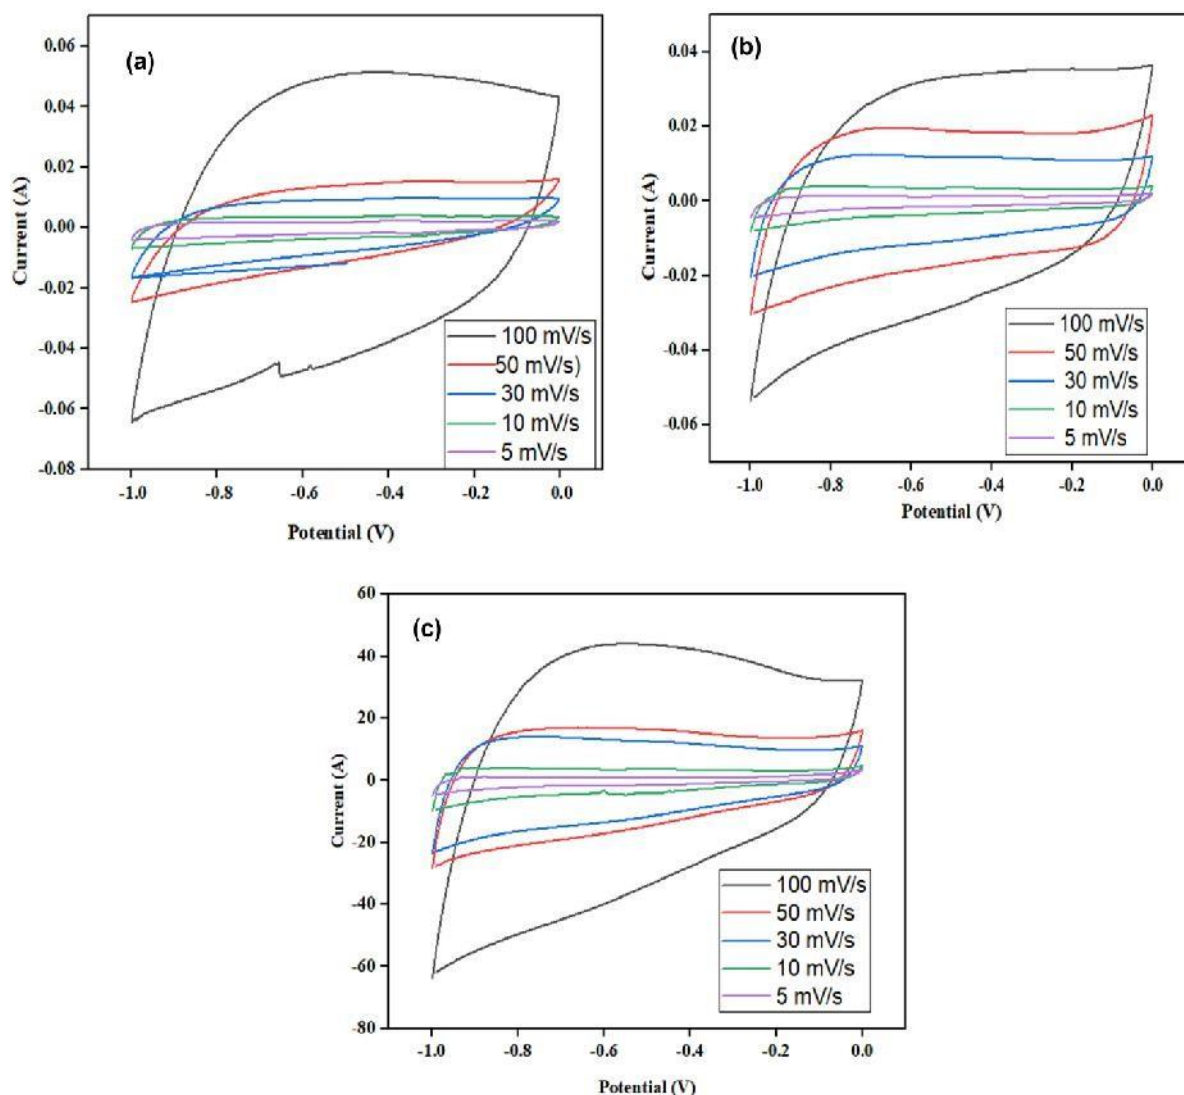 (a)
0.06
0.04
0.02
0.00
-0.02
-0.04
-0.06
-0.08
Current (A)
100 mV/s
50 mV/s)
30 mV/s
10 mV/s
5 mV/s
-1.0 -0.8 -0.6 -0.4 -0.2 0.0
Potential (V)
(b)
0.04
0.02
0.00
-0.02
-0.04
-0.06
Current (A)
100 mV/s
50 mV/s
30 mV/s
10 mV/s
5 mV/s
-1.0 -0.8 -0.6 -0.4 -0.2 0.0
Potential (V)
(c)
60
40
20
0
-20
-40
-60
-80
Current (A)
100 mV/s
50 mV/s
30 mV/s
10 mV/s
5 mV/s
-1.0 -0.8 -0.6 -0.4 -0.2 0.0
Potential (V)